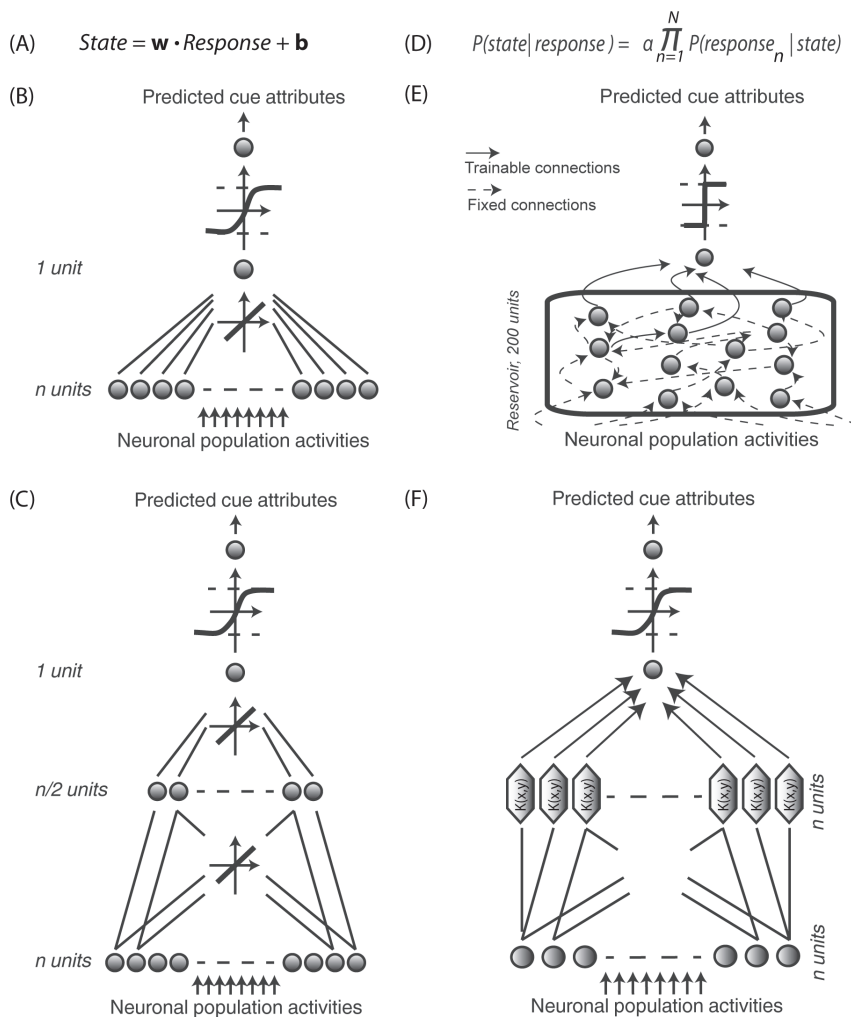 (A) State = w • Response + b
(B)
Predicted cue attributes
1 unit
n units
Neuronal population activities
(C)
Predicted cue attributes
1 unit
n/2 units
n units
Neuronal population activities
(D) P(state| response ) = α ∏ P(response n | state)
N
n=1
(E)
Predicted cue attributes
Trainable connections
Fixed connections
Reservoir, 200 units
Neuronal population activities
(F)
Predicted cue attributes
K(x,y) K(x,y) K(x,y) K(x,y) K(x,y) K(x,y)
n units
n units
Neuronal population activities